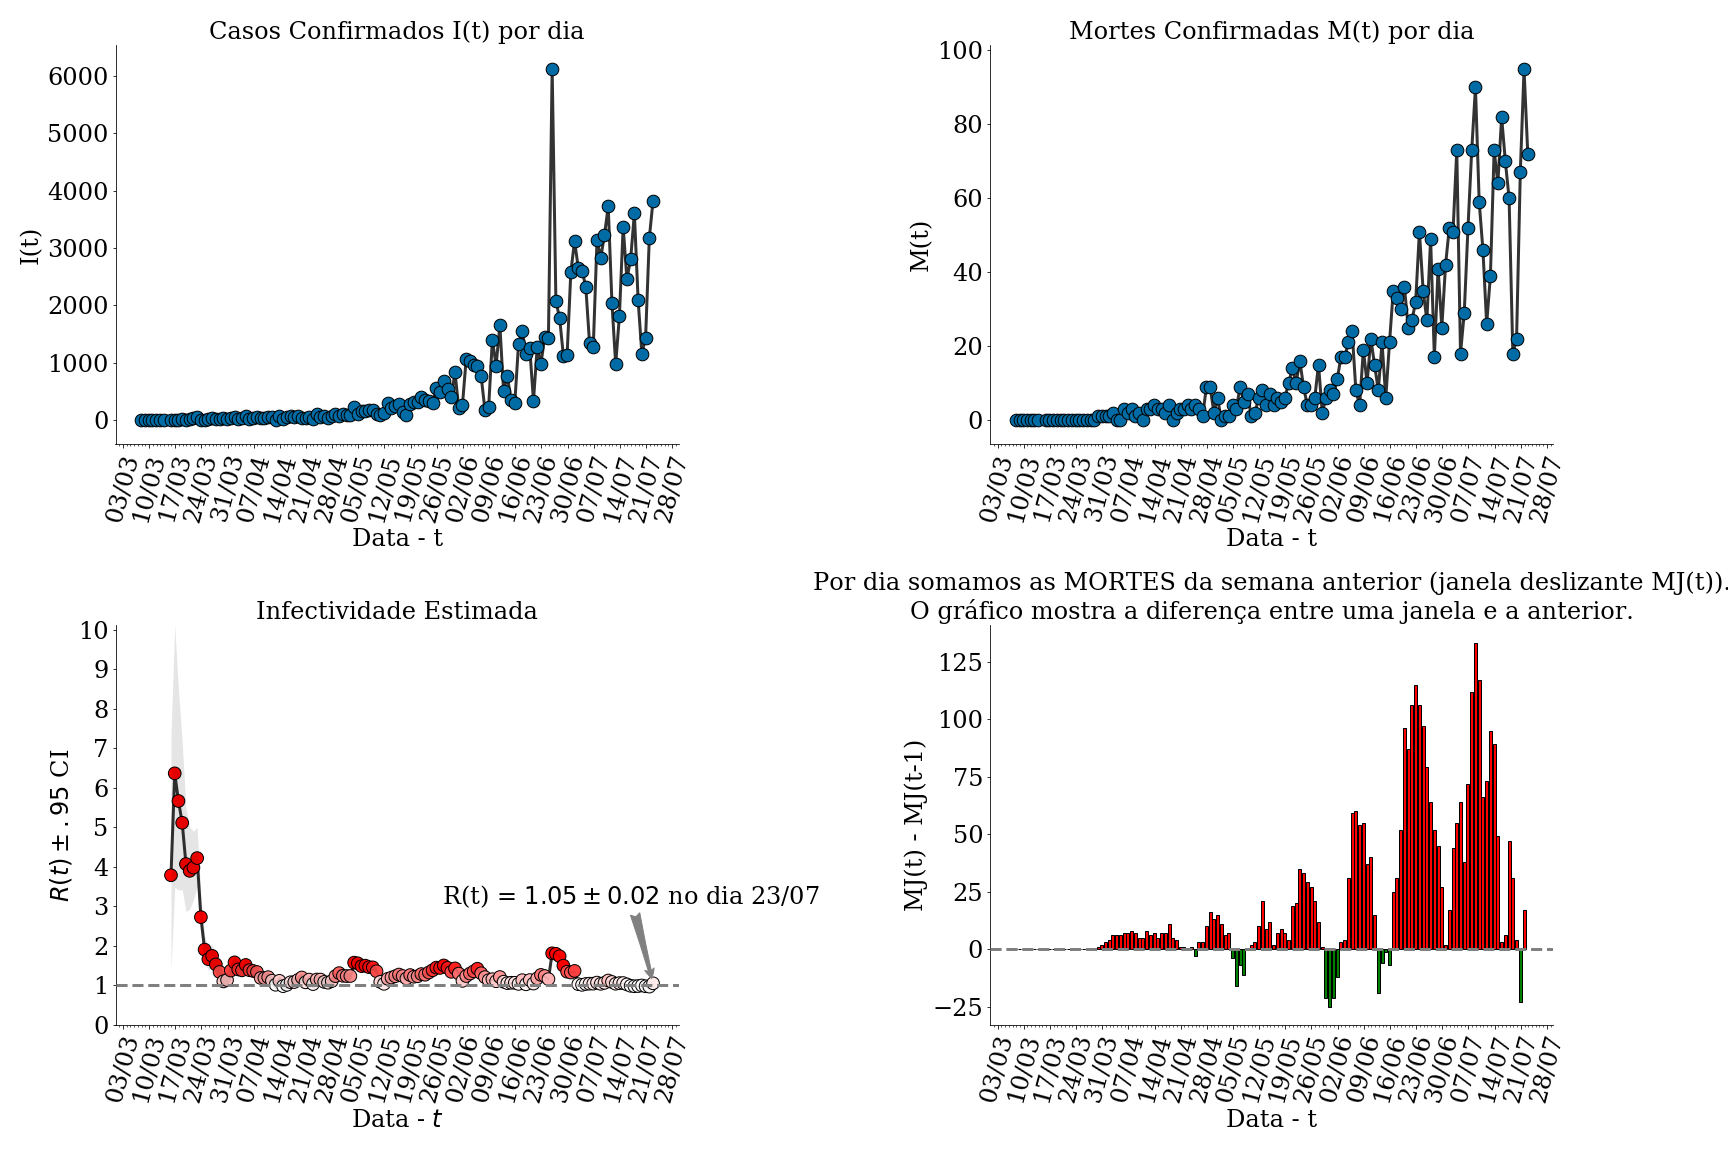 Casos Confirmados I(t) por dia
I(t)
6000
5000
4000
3000
2000
1000
0
03/03 10/03 17/03 24/03 31/03 07/04 14/04 21/04 28/04 05/05 12/05 19/05 26/05 02/06 09/06 16/06 23/06 30/06 07/07 14/07 21/07 28/07
Data - t
Mortes Confirmadas M(t) por dia
M(t)
100
80
60
40
20
0
03/03 10/03 17/03 24/03 31/03 07/04 14/04 21/04 28/04 05/05 12/05 19/05 26/05 02/06 09/06 16/06 23/06 30/06 07/07 14/07 21/07 28/07
Data - t
Infectividade Estimada
R(t) ± .95 CI
10
9
8
7
6
5
4
3
2
1
0
R(t) = 1.05 ± 0.02 no dia 23/07
03/03 10/03 17/03 24/03 31/03 07/04 14/04 21/04 28/04 05/05 12/05 19/05 26/05 02/06 09/06 16/06 23/06 30/06 07/07 14/07 21/07 28/07
Data - t
Por dia somamos as MORTES da semana anterior (janela deslizante MJ(t)).
O gráfico mostra a diferença entre uma janela e a anterior.
MJ(t) - MJ(t-1)
125
100
75
50
25
0
−25
03/03 10/03 17/03 24/03 31/03 07/04 14/04 21/04 28/04 05/05 12/05 19/05 26/05 02/06 09/06 16/06 23/06 30/06 07/07 14/07 21/07 28/07
Data - t